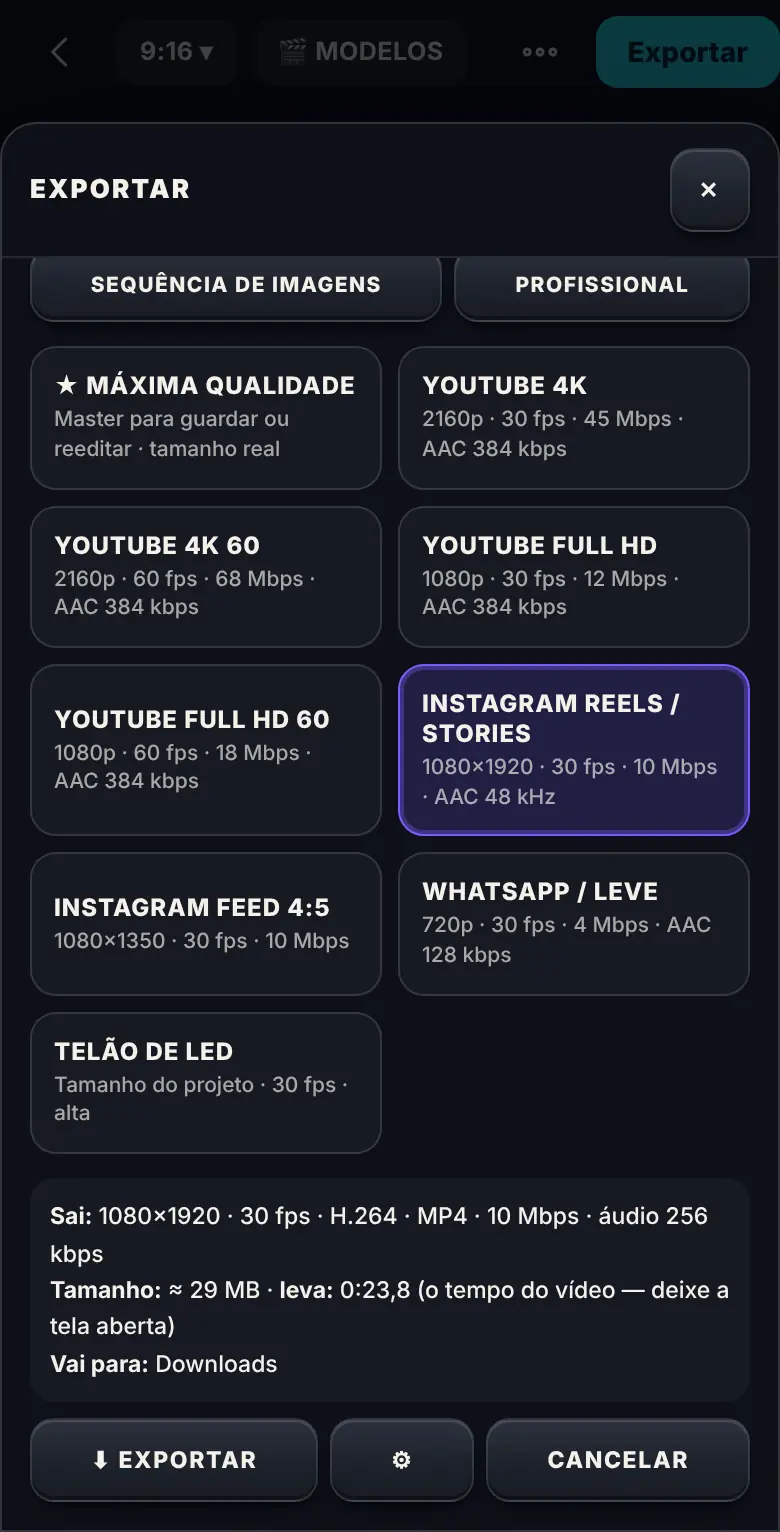 9:16 ▾
🎬 MODELOS
•••
Exportar
EXPORTAR
×
SEQUÊNCIA DE IMAGENS
PROFISSIONAL
★ MÁXIMA QUALIDADE
Master para guardar ou
reeditar · tamanho real
YOUTUBE 4K
2160p · 30 fps · 45 Mbps ·
AAC 384 kbps
YOUTUBE 4K 60
2160p · 60 fps · 68 Mbps ·
AAC 384 kbps
YOUTUBE FULL HD
1080p · 30 fps · 12 Mbps ·
AAC 384 kbps
YOUTUBE FULL HD 60
1080p · 60 fps · 18 Mbps ·
AAC 384 kbps
INSTAGRAM REELS /
STORIES
1080×1920 · 30 fps · 10 Mbps
· AAC 48 kHz
INSTAGRAM FEED 4:5
1080×1350 · 30 fps · 10 Mbps
WHATSAPP / LEVE
720p · 30 fps · 4 Mbps · AAC
128 kbps
TELÃO DE LED
Tamanho do projeto · 30 fps ·
alta
Sai: 1080×1920 · 30 fps · H.264 · MP4 · 10 Mbps · áudio 256
kbps
Tamanho: ≈ 29 MB · leva: 0:23,8 (o tempo do vídeo — deixe a
tela aberta)
Vai para: Downloads
⬇ EXPORTAR
⚙
CANCELAR